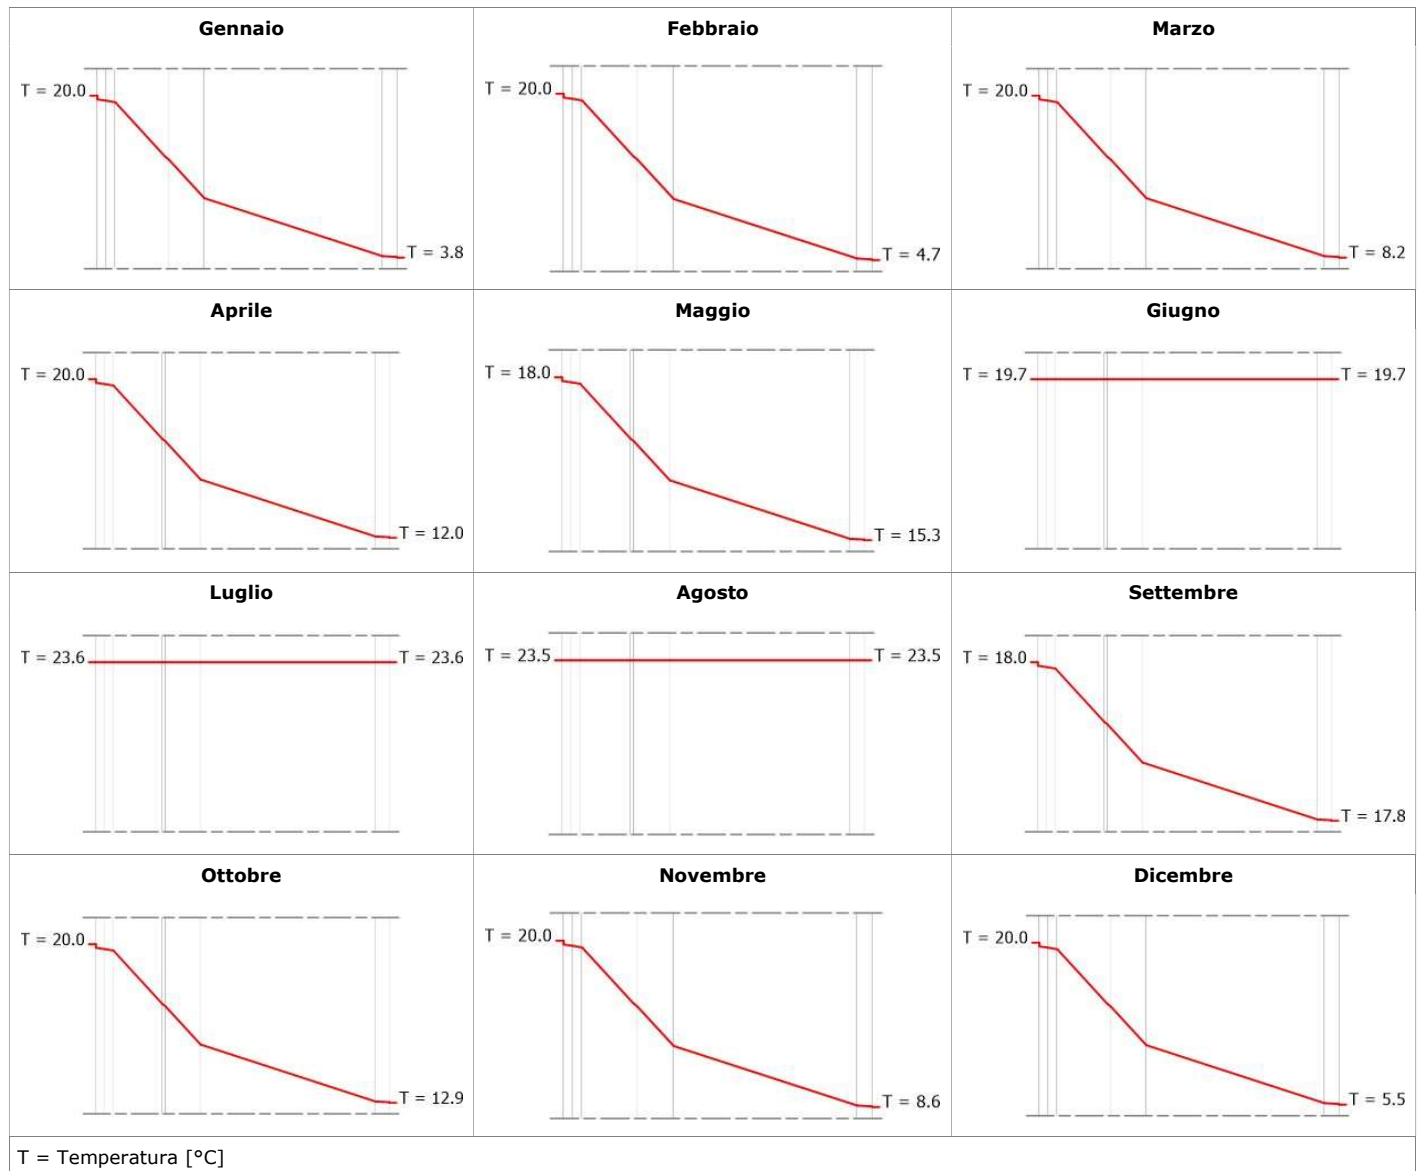 Gennaio
T = 20.0
T = 3.8
Febbraio
T = 20.0
T = 4.7
Marzo
T = 20.0
T = 8.2
Aprile
T = 20.0
T = 12.0
Maggio
T = 18.0
T = 15.3
Giugno
T = 19.7
T = 19.7
Luglio
T = 23.6
T = 23.6
Agosto
T = 23.5
T = 23.5
Settembre
T = 18.0
T = 17.8
Ottobre
T = 20.0
T = 12.9
Novembre
T = 20.0
T = 8.6
Dicembre
T = 20.0
T = 5.5
T = Temperatura [°C]